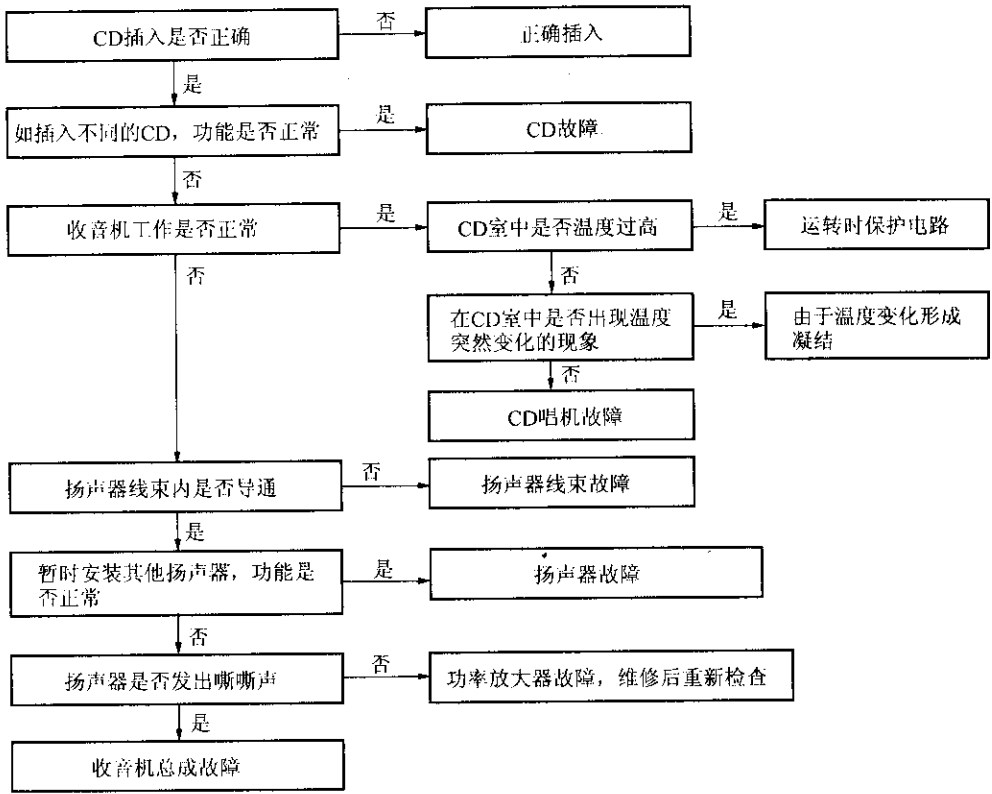 CD插入是否正确
否
正确插入
是
如插入不同的CD，功能是否正常
是
CD故障
否
收音机工作是否正常
是
CD室中是否温度过高
是
运转时保护电路
否
否
在CD室中是否出现温度
突然变化的现象
是
由于温度变化形成
凝结
否
CD唱机故障
扬声器线束内是否导通
否
扬声器线束故障
是
暂时安装其他扬声器，功能是
否正常
是
扬声器故障
否
扬声器是否发出嘶嘶声
否
功率放大器故障，维修后重新检查
是
收音机总成故障